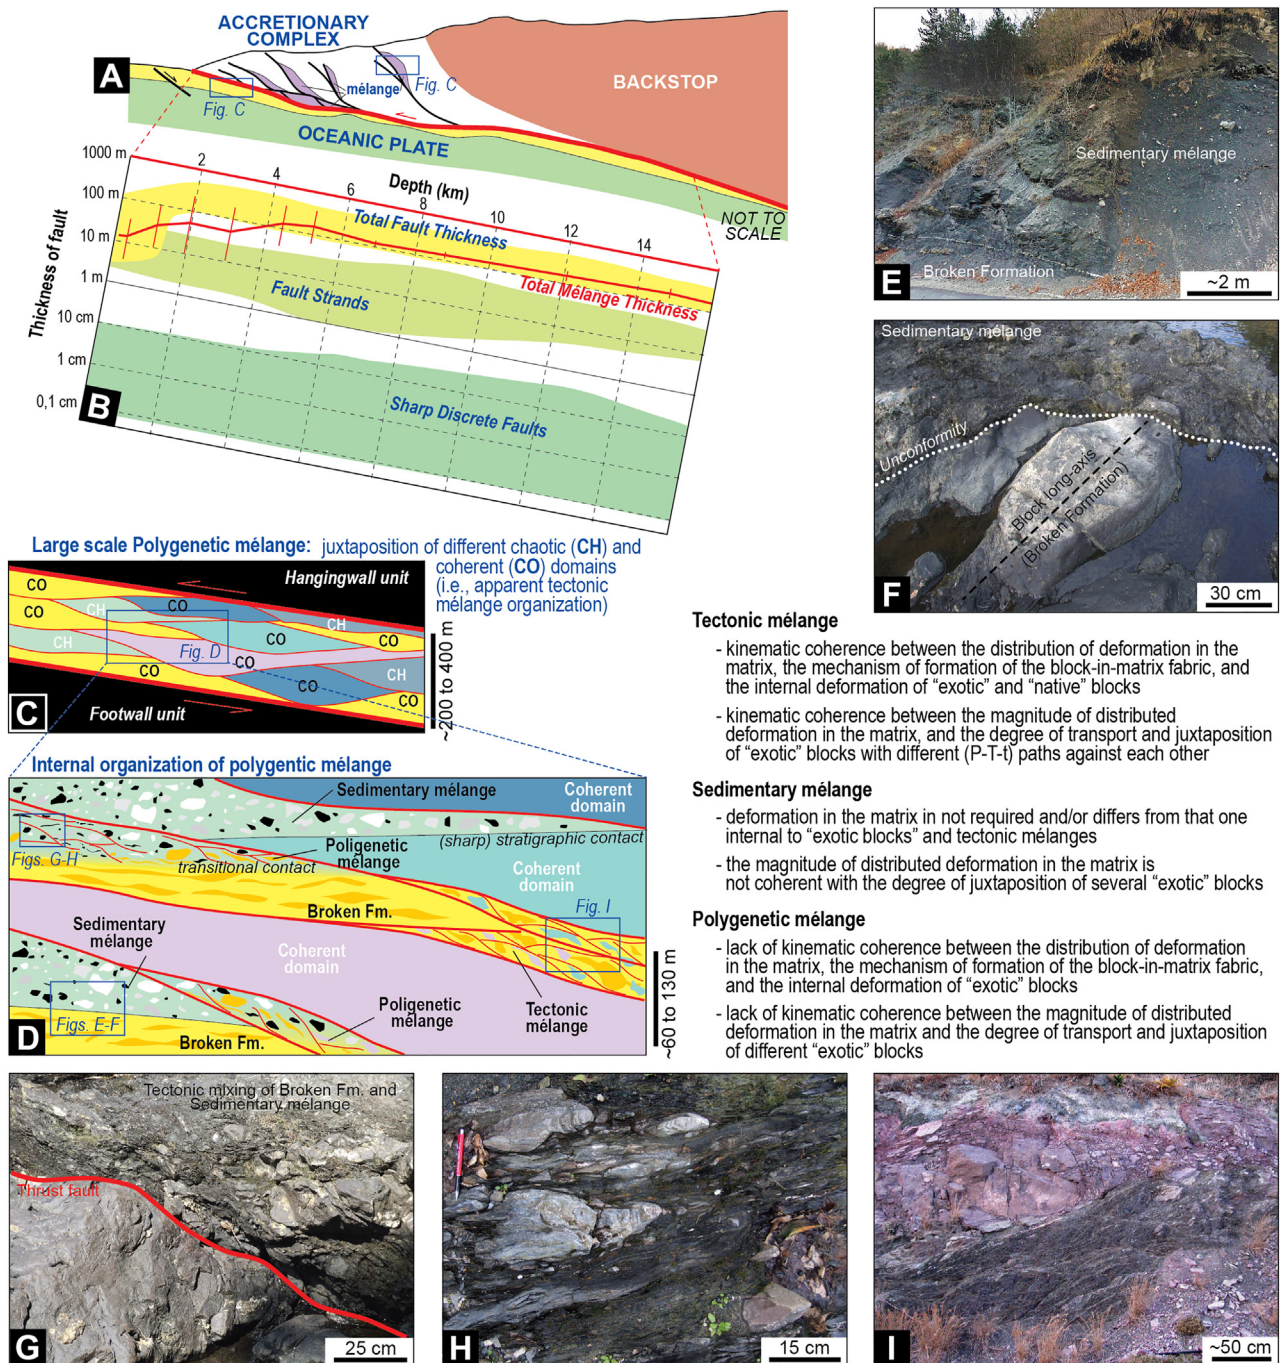 ACCRETIONARY
COMPLEX
A
BACKSTOP
mélange
Fig. C
Fig. C
OCEANIC PLATE
NOT TO
SCALE
1000 m
100 m
10 m
1 m
10 cm
1 cm
0,1 cm
Thickness of fault
2
4
6
8
10
12
14
Depth (km)
Total Fault Thickness
Total Mélange Thickness
Fault Strands
Sharp Discrete Faults
B
Sedimentary mélange
Broken Formation
E
~2 m
Sedimentary mélange
Unconformity
Block long-axis
(Broken Formation)
F
30 cm
Large scale Polygenetic mélange: juxtaposition of different chaotic (CH) and
coherent (CO) domains
(i.e., apparent tectonic
mélange organization)
Hangingwall unit
CO
CO
CH
CO
CH
CO
CO
CH
Fig. D
CO
CO
CO
CH
CO
Footwall unit
C
~200 to 400 m
Internal organization of polygentic mélange
Sedimentary mélange
Coherent
domain
(sharp) stratigraphic contact
Poligenetic
mélange
Figs. G-H
transitional contact
Coherent
domain
Broken Fm.
Fig. I
Sedimentary
mélange
Coherent
domain
Poligenetic
mélange
Tectonic
mélange
Figs. E-F
Broken Fm.
D
~60 to 130 m
Tectonic mélange
- kinematic coherence between the distribution of deformation in the
matrix, the mechanism of formation of the block-in-matrix fabric, and
the internal deformation of “exotic” and “native” blocks
- kinematic coherence between the magnitude of distributed
deformation in the matrix, and the degree of transport and juxtaposition
of “exotic” blocks with different (P-T-t) paths against each other
Sedimentary mélange
- deformation in the matrix in not required and/or differs from that one
internal to “exotic blocks” and tectonic mélanges
- the magnitude of distributed deformation in the matrix is
not coherent with the degree of juxtaposition of several “exotic” blocks
Polygenetic mélange
- lack of kinematic coherence between the distribution of deformation
in the matrix, the mechanism of formation of the block-in-matrix fabric,
and the internal deformation of “exotic” blocks
- lack of kinematic coherence between the magnitude of distributed
deformation in the matrix and the degree of transport and juxtaposition
of different “exotic” blocks
Tectonic mixing of Broken Fm. and
Sedimentary mélange
Thrust fault
G
25 cm
H
15 cm
I
~50 cm